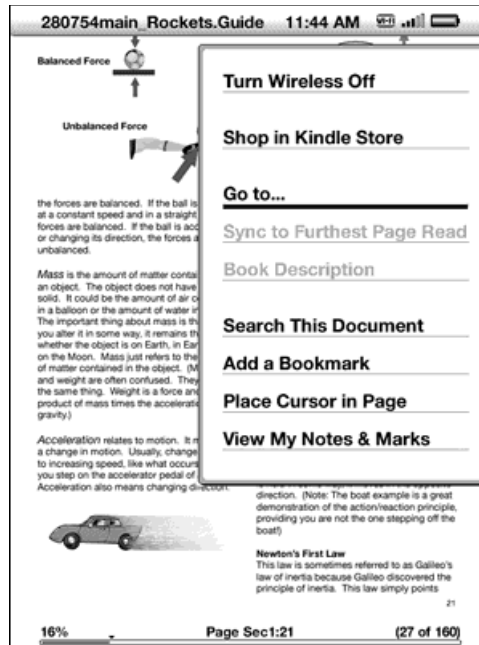 280754main_Rockets.Guide 11:44 AM Wi-Fi
Balanced Force
Unbalanced Force
the forces are balanced. If the ball is
at a constant speed and in a straight
forces are balanced. If the ball is acc
or changing its direction, the forces a
unbalanced.
Mass is the amount of matter contai
an object. The object does not have
solid. It could be the amount of air o
in a balloon or the amount of water in
The important thing about mass is th
you alter it in some way, it remains th
whether the object is on Earth, in Ear
on the Moon. Mass just refers to the
of matter contained in the object. (M
and weight are often confused. They
the same thing. Weight is a force and
product of mass times the acceleratio
gravity.)
Acceleration relates to motion. It m
a change in motion. Usually, change
to increasing speed, like what occurs
you step on the accelerator pedal of
Acceleration also means changing direction.
Turn Wireless Off
Shop in Kindle Store
Go to...
Sync to Furthest Page Read
Book Description
Search This Document
Add a Bookmark
Place Cursor in Page
View My Notes & Marks
direction. (Note: The boat example is a great
demonstration of the action/reaction principle,
providing you are not the one stepping off the
boat!)
Newton's First Law
This law is sometimes referred to as Galileo's
law of inertia because Galileo discovered the
principle of inertia. This law simply points
21
16% Page Sec1:21 (27 of 160)